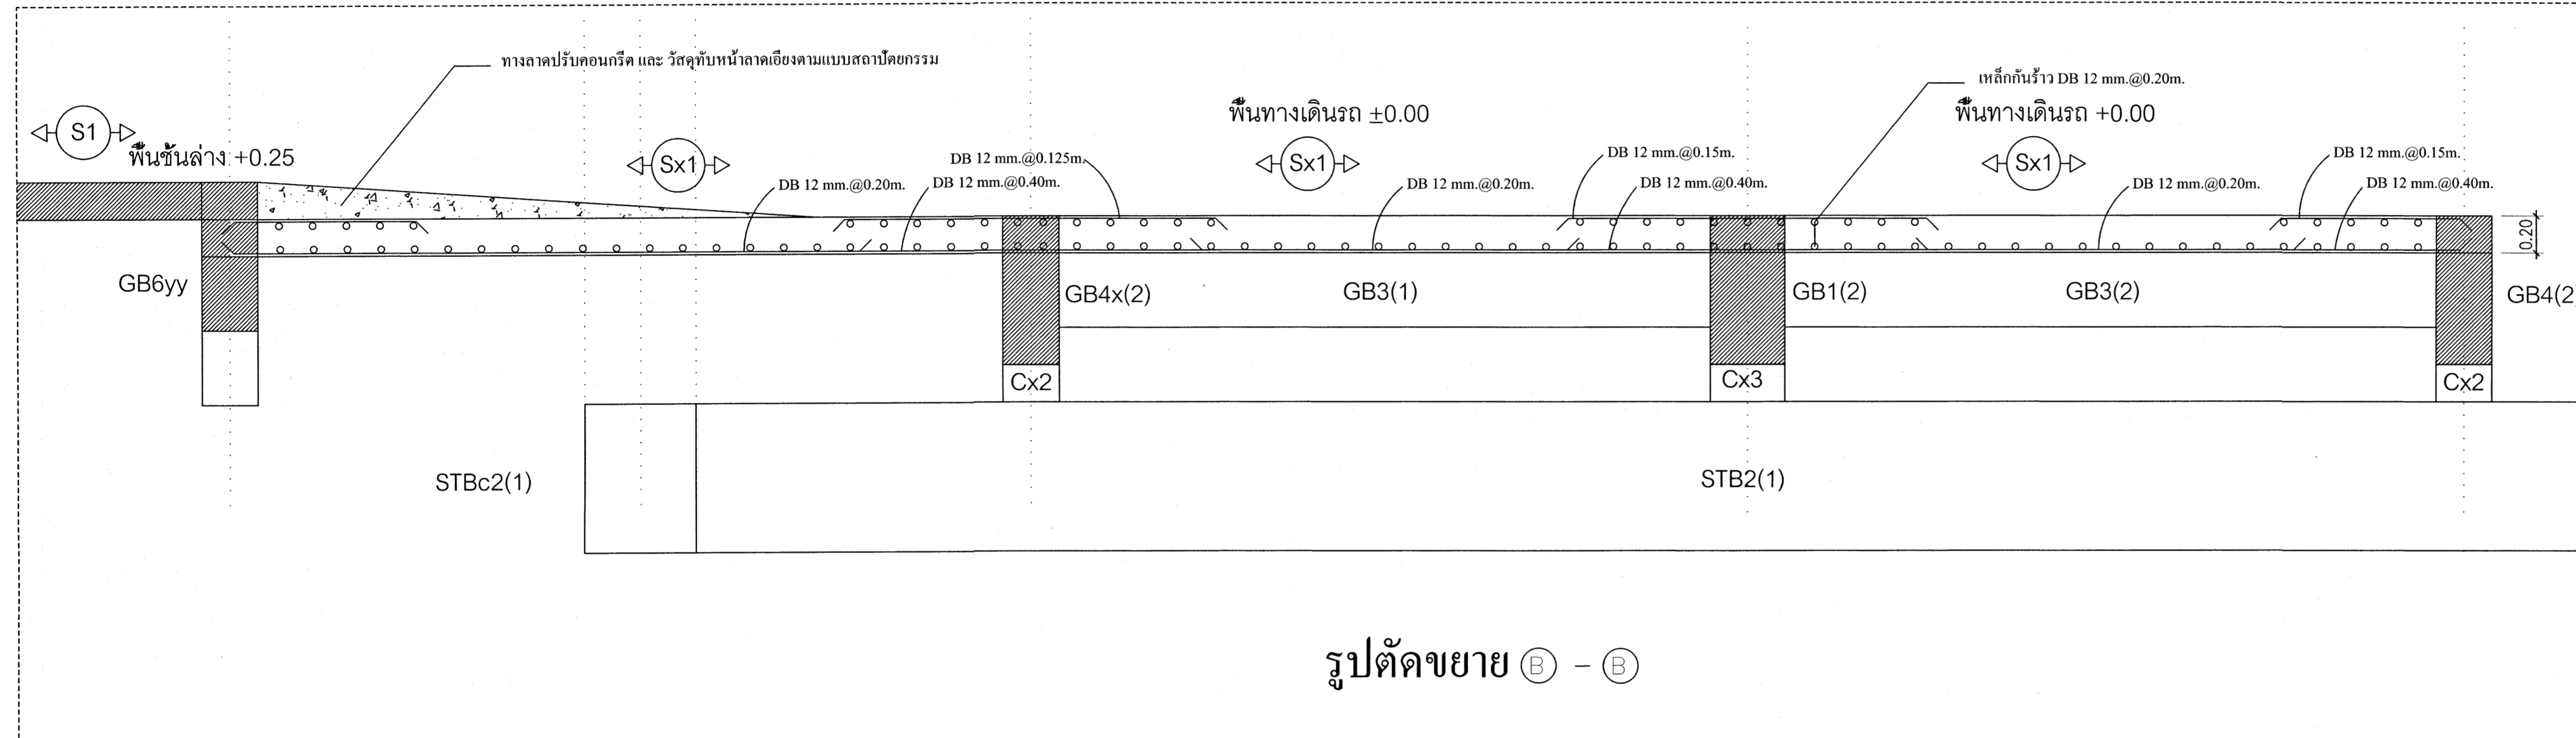 ทางลาดปรับคอนกรีต และ วัสดุทับหน้าลาดเอียงตามแบบสถาปัตยกรรม
เหล็กกันร้าว DB 12 mm.@0.20m.
S1
พื้นชั้นล่าง +0.25
Sx1
พื้นทางเดินรถ ±0.00
Sx1
พื้นทางเดินรถ +0.00
Sx1
DB 12 mm.@0.125m.
DB 12 mm.@0.15m.
DB 12 mm.@0.15m.
DB 12 mm.@0.20m.
DB 12 mm.@0.40m.
DB 12 mm.@0.20m.
DB 12 mm.@0.40m.
DB 12 mm.@0.20m.
DB 12 mm.@0.40m.
0.20
GB6yy
GB4x(2)
GB3(1)
GB1(2)
GB3(2)
GB4(2
Cx2
Cx3
Cx2
STBc2(1)
STB2(1)
รูปตัดขยาย B - B